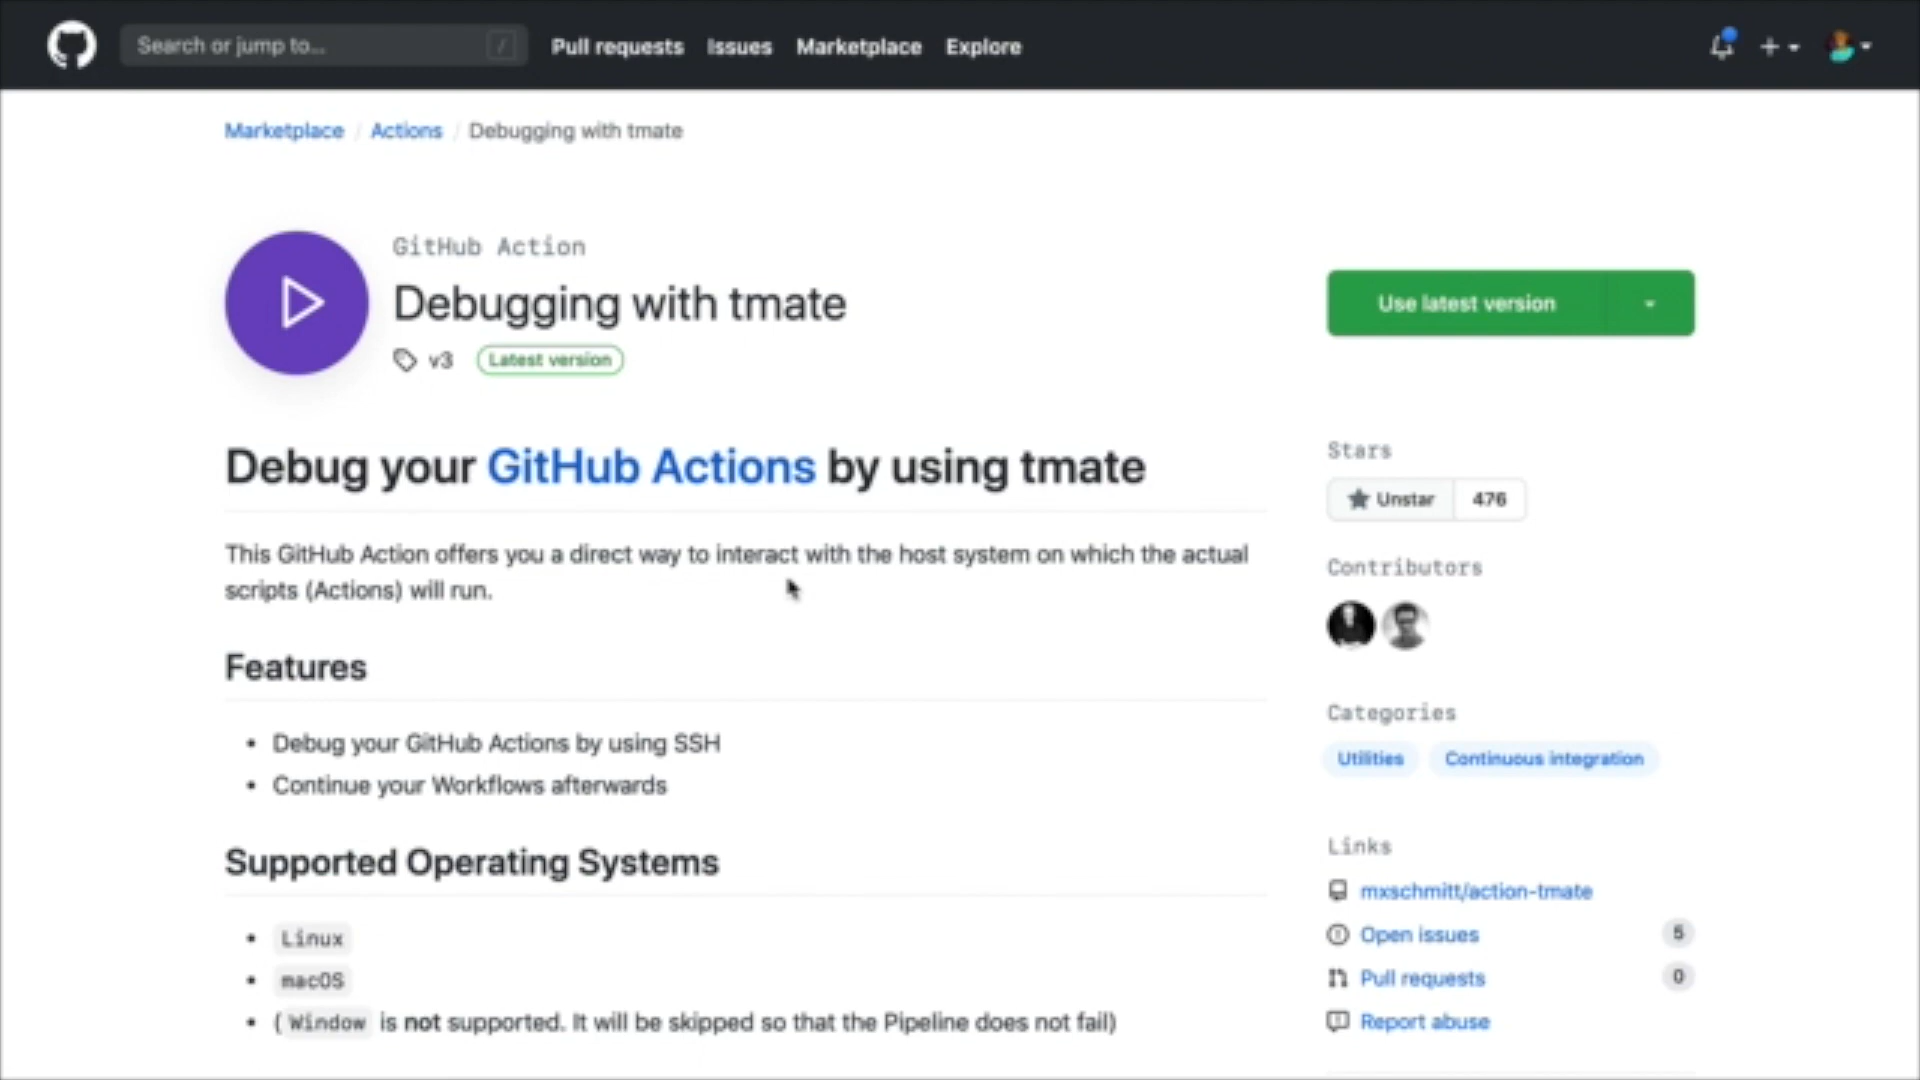 Search or jump to... /
Pull requests Issues Marketplace Explore
Marketplace / Actions / Debugging with tmate
GitHub Action
Debugging with tmate
v3 Latest version
Use latest version
Debug your GitHub Actions by using tmate
This GitHub Action offers you a direct way to interact with the host system on which the actual
scripts (Actions) will run.
Features
• Debug your GitHub Actions by using SSH
• Continue your Workflows afterwards
Supported Operating Systems
• Linux
• macOS
• ( Window is not supported. It will be skipped so that the Pipeline does not fail)
Stars
Unstar 476
Contributors
Categories
Utilities Continuous integration
Links
mxschmitt/action-tmate
Open issues 5
Pull requests 0
Report abuse